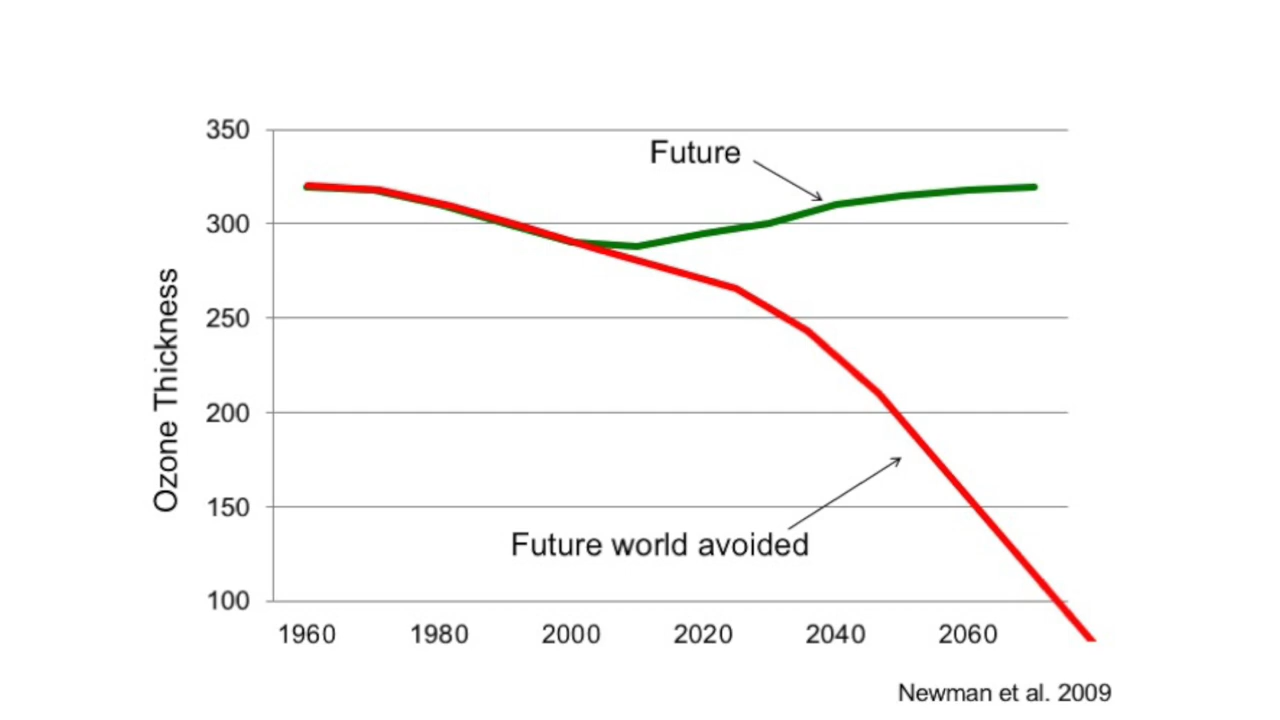 350
Future
300
250
Ozone Thickness
200
150
Future world avoided
100
1960 1980 2000 2020 2040 2060
Newman et al. 2009